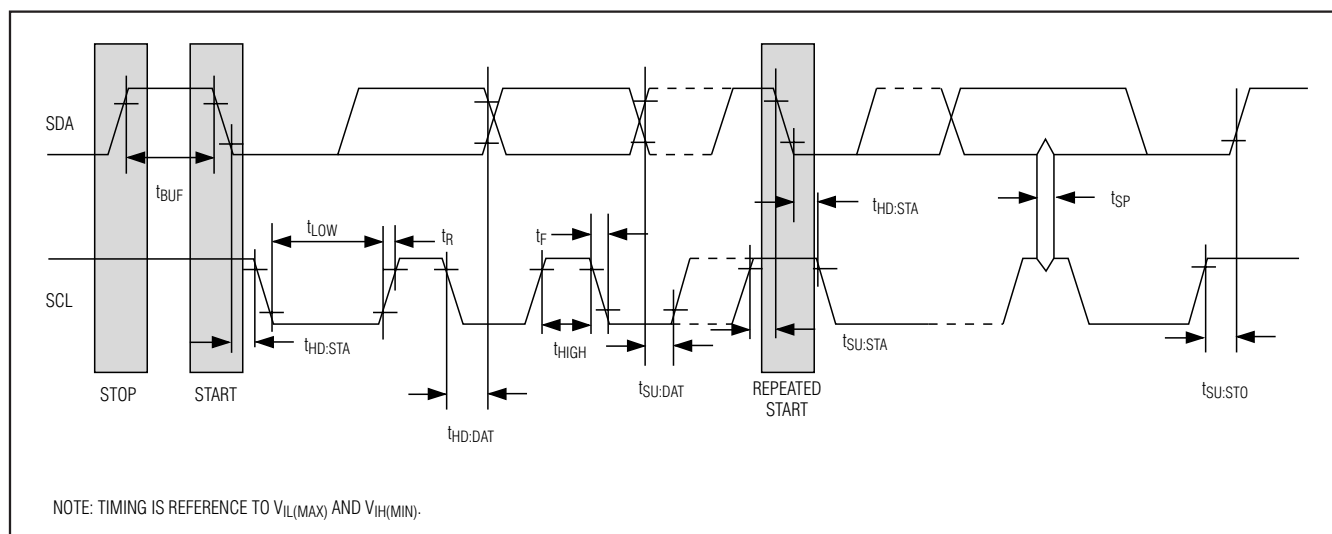 SDA
tBUF
tHD:STA
tSP
tLOW
tR
tF
SCL
tHD:STA
tHIGH
tSU:STA
tSU:DAT
tSU:STO
STOP
START
REPEATED
START
tHD:DAT
NOTE: TIMING IS REFERENCE TO VIL(MAX) AND VIH(MIN).